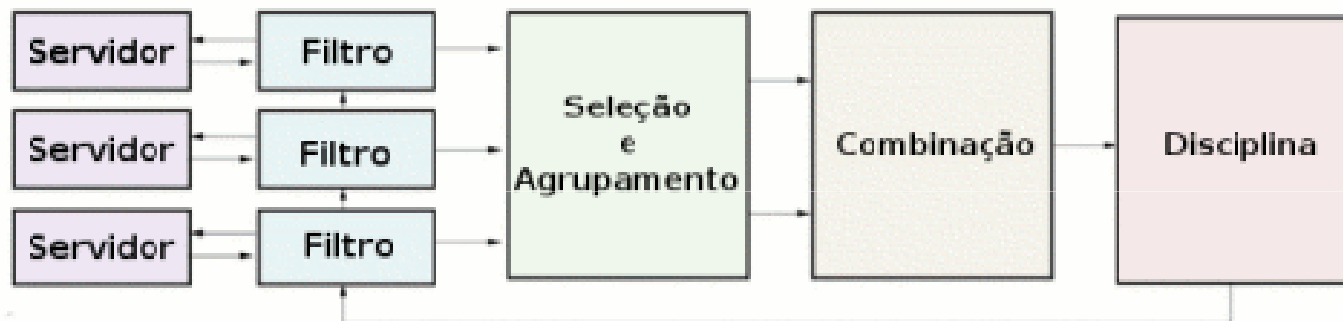 Servidor
Filtro
Servidor
Filtro
Servidor
Filtro
Seleção
e
Agrupamento
Combinação
Disciplina